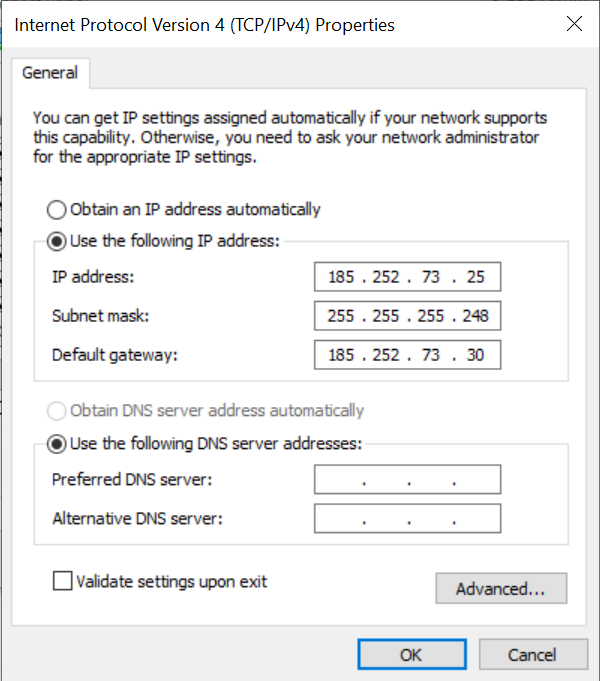 Internet Protocol Version 4 (TCP/IPv4) Properties
General
You can get IP settings assigned automatically if your network supports
this capability. Otherwise, you need to ask your network administrator
for the appropriate IP settings.
Obtain an IP address automatically
Use the following IP address:
IP address: 185 . 252 . 73 . 25
Subnet mask: 255 . 255 . 255 . 248
Default gateway: 185 . 252 . 73 . 30
Obtain DNS server address automatically
Use the following DNS server addresses:
Preferred DNS server: . . .
Alternative DNS server: . . .
Validate settings upon exit
Advanced...
OK Cancel